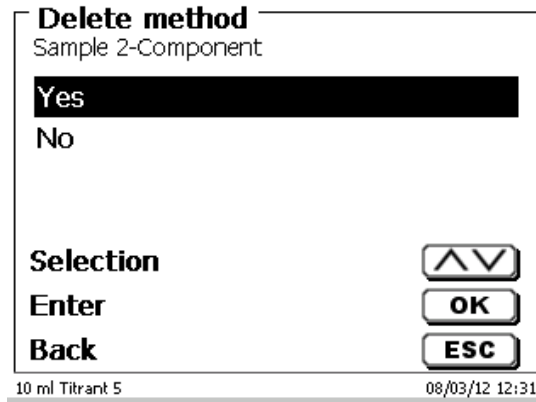 Delete method
Sample 2-Component
Yes
No
Selection
Enter OK
Back ESC
10 ml Titrant 5 08/03/12 12:31